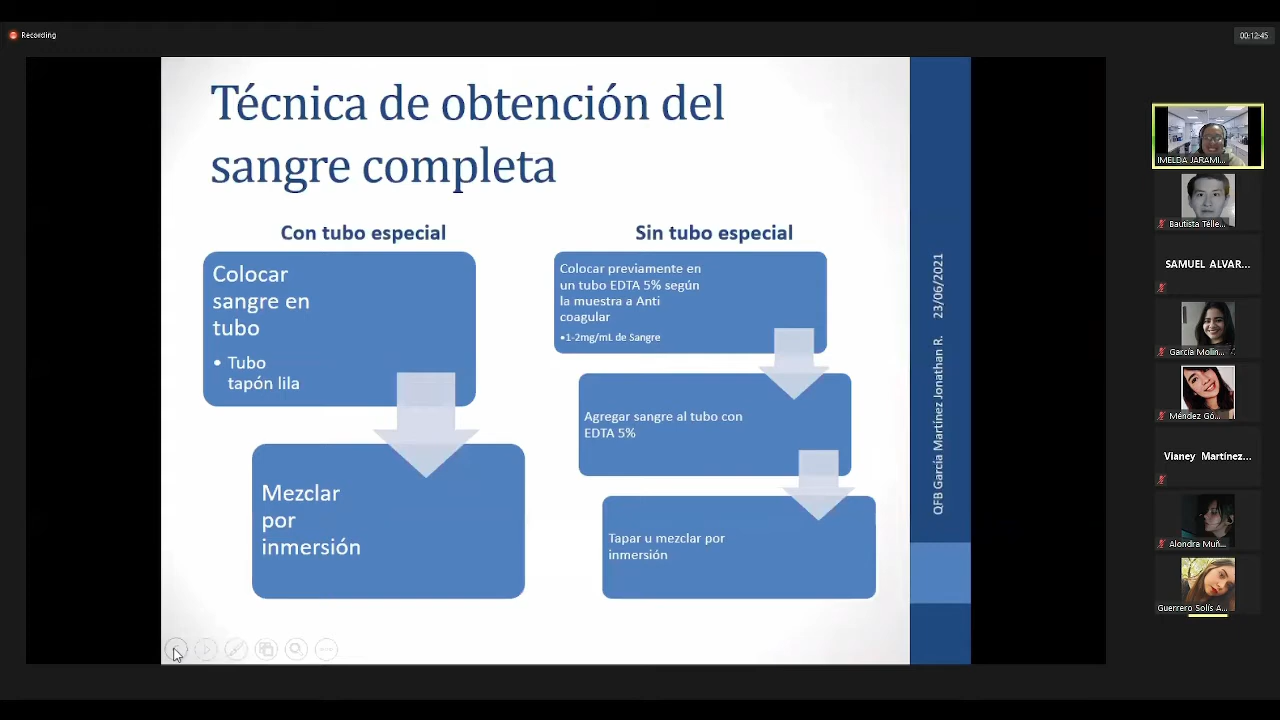 Recording
00:12:45
Técnica de obtención del
sangre completa
Con tubo especial
Colocar
sangre en
tubo
• Tubo
tapón lila
Mezclar
por
inmersión
Sin tubo especial
Colocar previamente en
un tubo EDTA 5% según
la muestra a Anti
coagular
•1-2mg/mL de Sangre
Agregar sangre al tubo con
EDTA 5%
Tapar u mezclar por
inmersión
QFB García Martínez Jonathan R. 23/06/2021
IMELDA JARAMI...
Bautista Télle...
SAMUEL ALVAR...
García Molin...
Méndez Gó...
Vianey Martínez...
Alondra Muñ...
Guerrero Solís A...